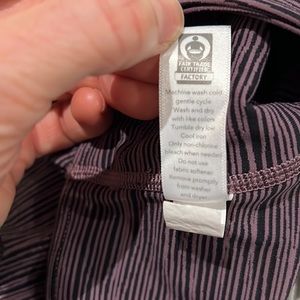 FAIR TRADE
CERTIFIED
FACTORY
Machine wash cold
gentle cycle
Wash and dry
with like colors
Tumble dry low
Cool iron
Only non-chlorine
bleach when needed
Do not use
fabric softener
Remove promptly
from washer
and dryer